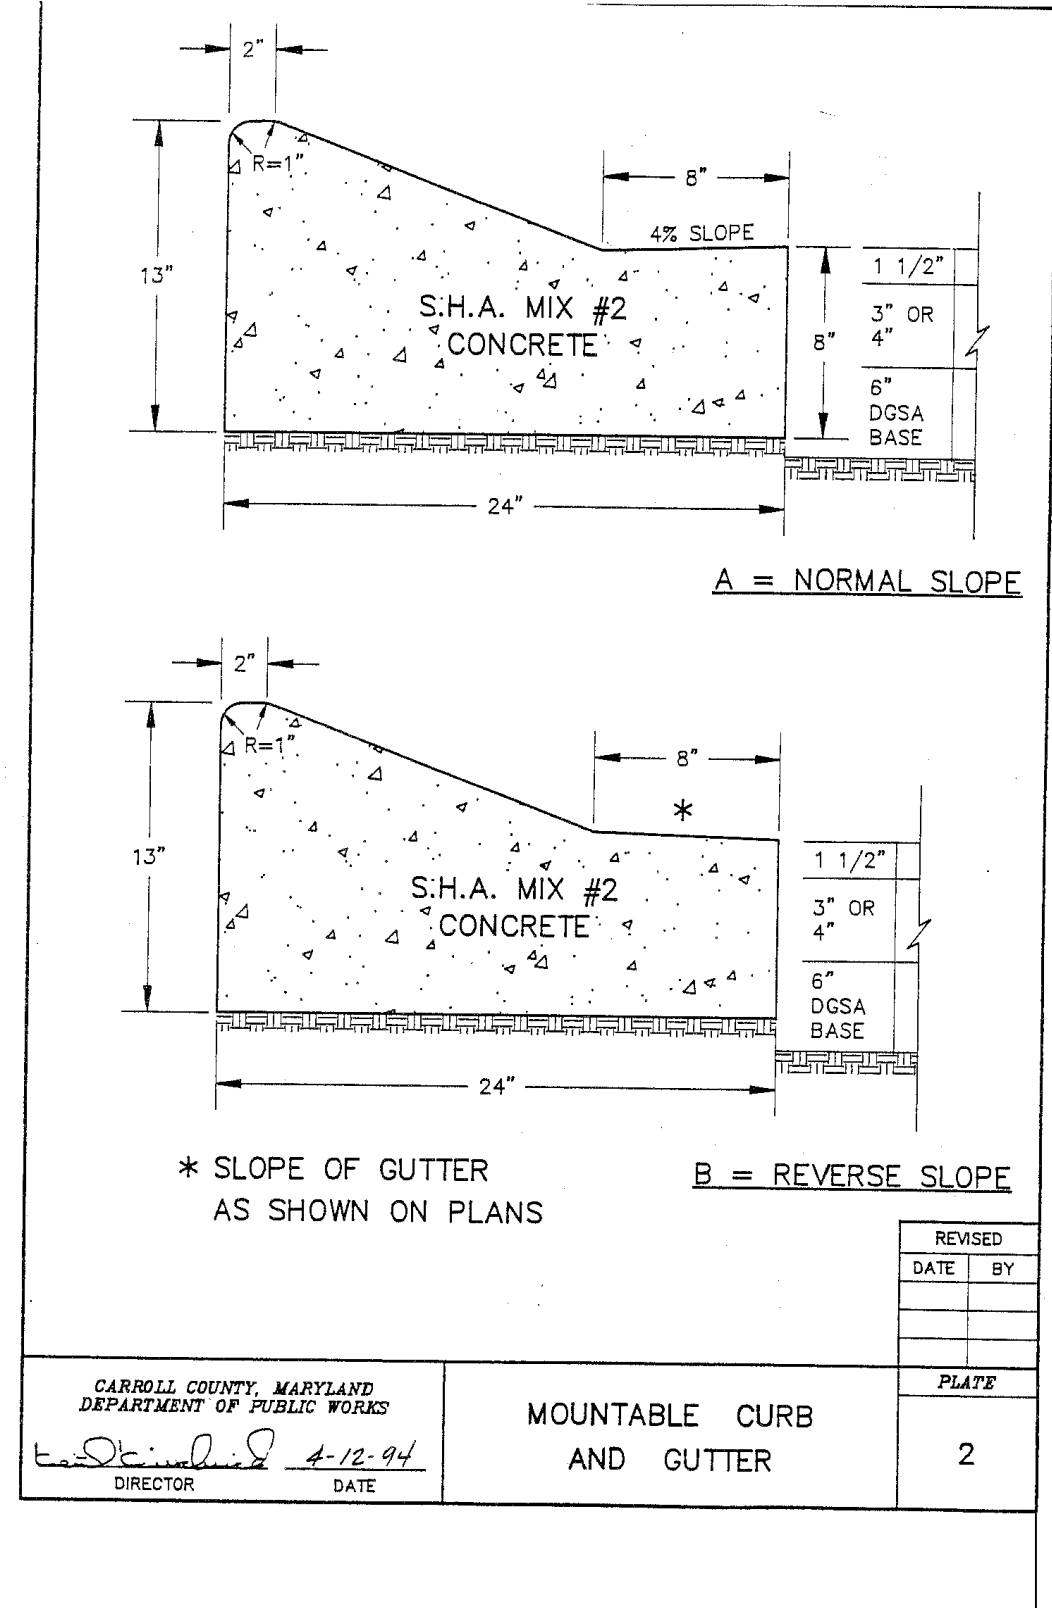 2"
R=1"
8"
4% SLOPE
13"
S.H.A. MIX #2
CONCRETE
8"
1 1/2"
3" OR
4"
6"
DGSA
BASE
24"
A = NORMAL SLOPE
2"
R=1"
8"
*
13"
S.H.A. MIX #2
CONCRETE
1 1/2"
3" OR
4"
6"
DGSA
BASE
24"
* SLOPE OF GUTTER
AS SHOWN ON PLANS
B = REVERSE SLOPE
REVISED
DATE BY
CARROLL COUNTY, MARYLAND
DEPARTMENT OF PUBLIC WORKS
4-12-94
DIRECTOR DATE
MOUNTABLE CURB
AND GUTTER
PLATE
2